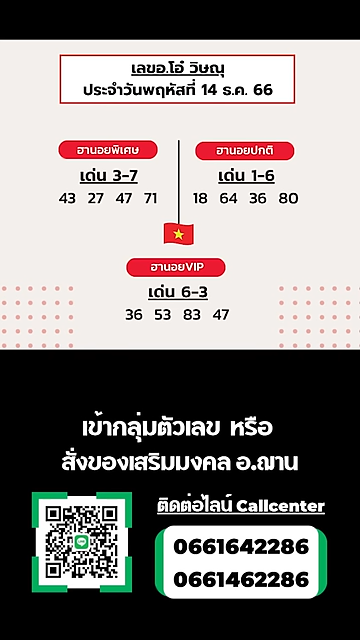 เลขอ.โอ๋ วิษณุ
ประจำวันพฤหัสที่ 14 ธ.ค. 66
ฮานอยพิเศษ
เด่น 3-7
43 27 47 71
ฮานอยปกติ
เด่น 1-6
18 64 36 80
ฮานอยVIP
เด่น 6-3
36 53 83 47
เข้ากลุ่มตัวเลข หรือ
สั่งของเสริมมงคล อ.ฌาน
ติดต่อไลน์ Callcenter
0661642286
0661462286